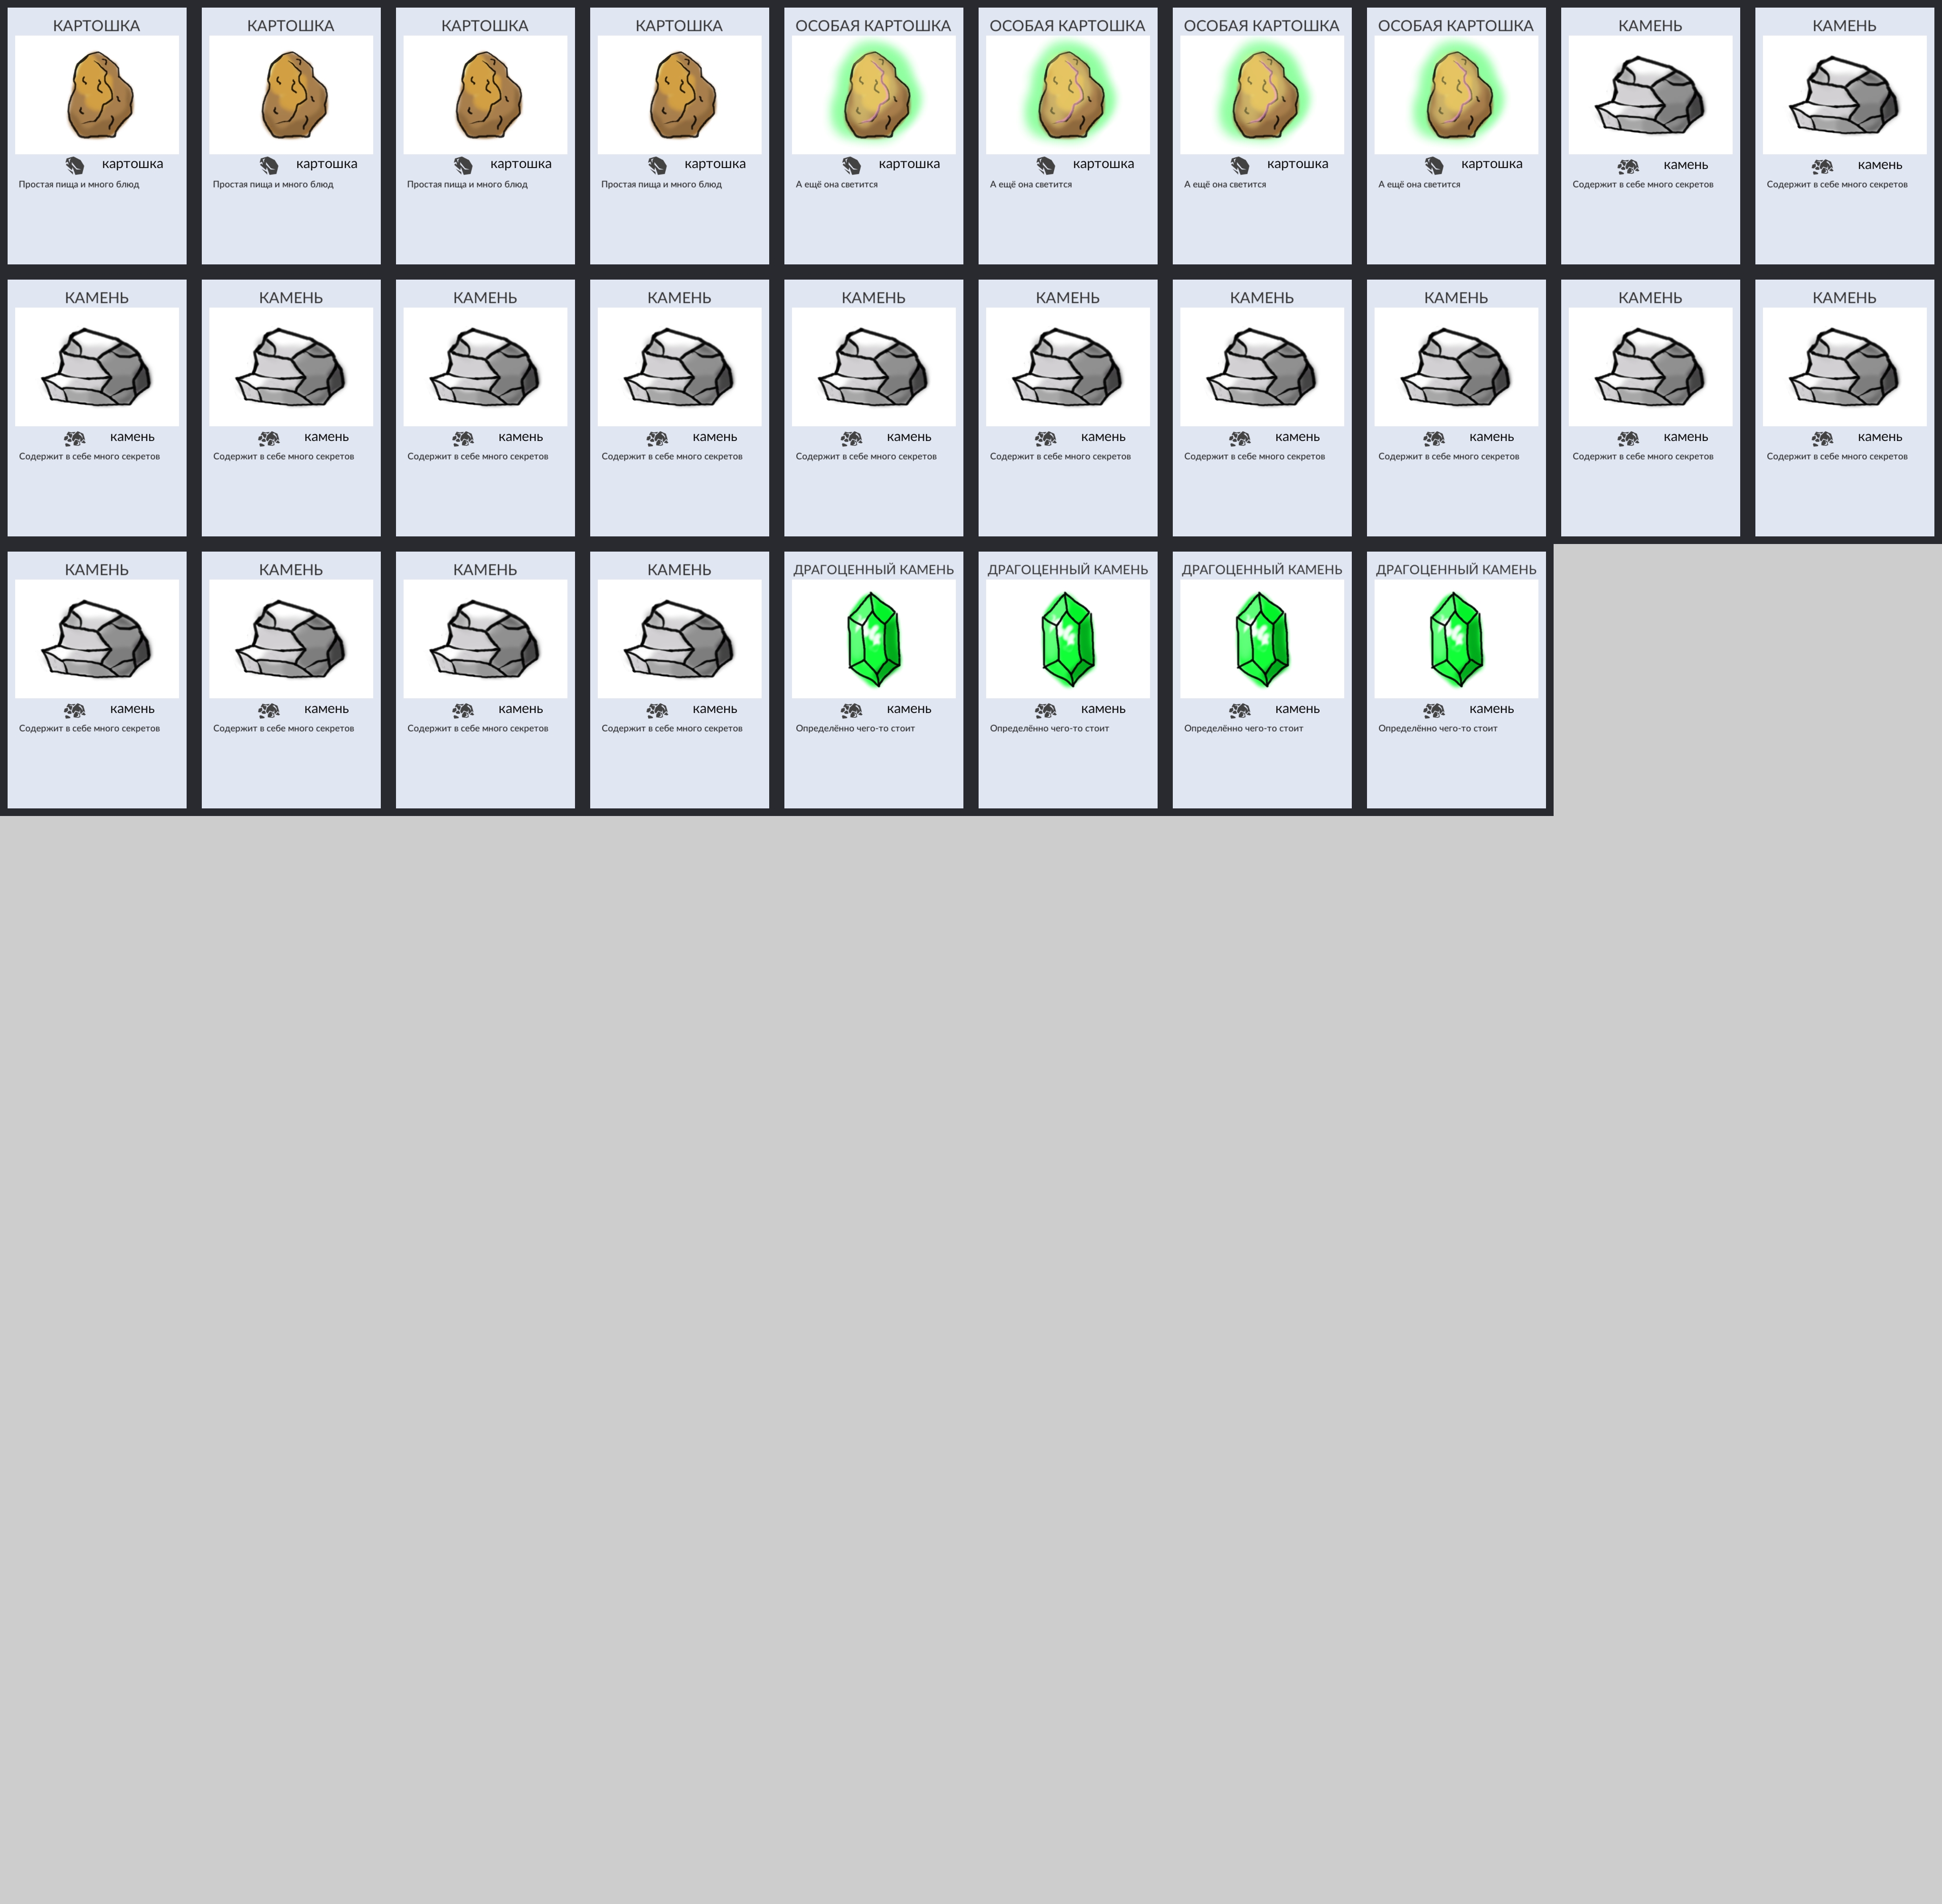 КАРТОШКА КАРТОШКА КАРТОШКА КАРТОШКА ОСОБАЯ КАРТОШКА ОСОБАЯ КАРТОШКА ОСОБАЯ КАРТОШКА ОСОБАЯ КАРТОШКА КАМЕНЬ КАМЕНЬ
картошка картошка картошка картошка картошка картошка картошка картошка камень камень
Простая пища и много блюд Простая пища и много блюд Простая пища и много блюд Простая пища и много блюд А ещё она светится А ещё она светится А ещё она светится А ещё она светится Содержит в себе много секретов Содержит в себе много секретов
КАМЕНЬ КАМЕНЬ КАМЕНЬ КАМЕНЬ КАМЕНЬ КАМЕНЬ КАМЕНЬ КАМЕНЬ КАМЕНЬ КАМЕНЬ
камень камень камень камень камень камень камень камень камень камень
Содержит в себе много секретов Содержит в себе много секретов Содержит в себе много секретов Содержит в себе много секретов Содержит в себе много секретов Содержит в себе много секретов Содержит в себе много секретов Содержит в себе много секретов Содержит в себе много секретов Содержит в себе много секретов
КАМЕНЬ КАМЕНЬ КАМЕНЬ КАМЕНЬ ДРАГОЦЕННЫЙ КАМЕНЬ ДРАГОЦЕННЫЙ КАМЕНЬ ДРАГОЦЕННЫЙ КАМЕНЬ ДРАГОЦЕННЫЙ КАМЕНЬ
камень камень камень камень камень камень камень камень
Содержит в себе много секретов Содержит в себе много секретов Содержит в себе много секретов Содержит в себе много секретов Определённо чего-то стоит Определённо чего-то стоит Определённо чего-то стоит Определённо чего-то стоит